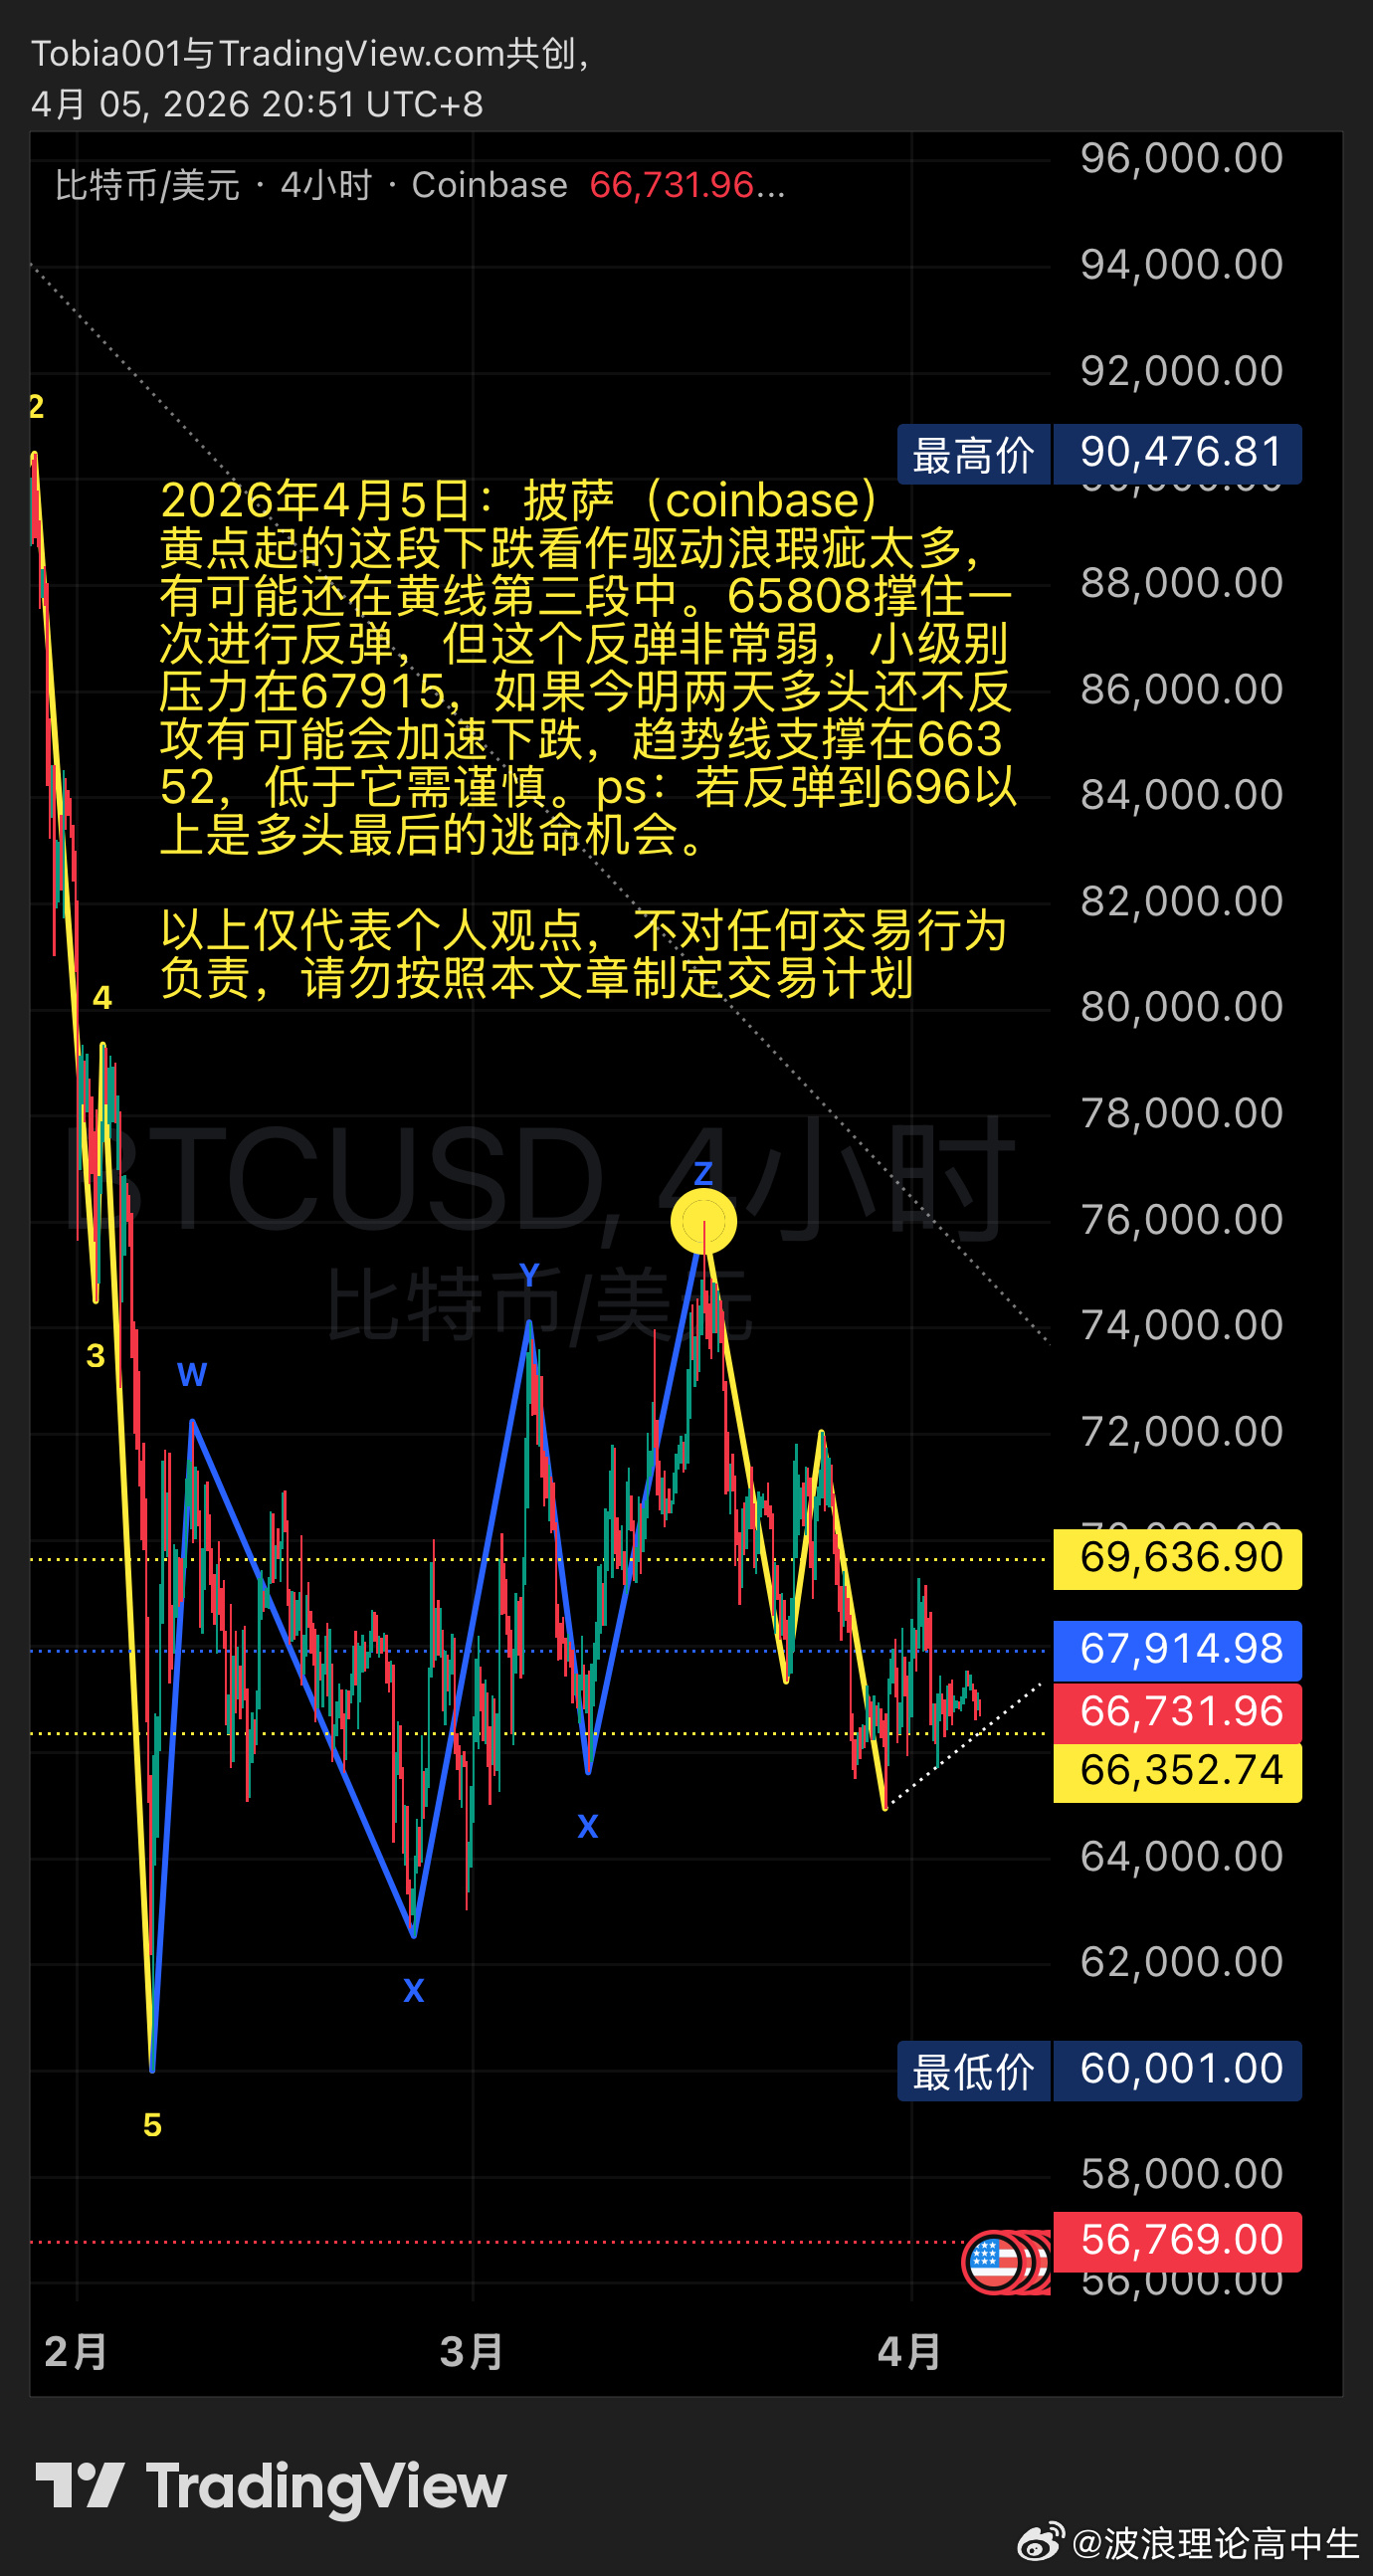 Tobia001与TradingView.com共创,
4月 05, 2026 20:51 UTC+8
比特币/美元 · 4小时 · Coinbase 66,731.96...
96,000.00
94,000.00
92,000.00
2
最高价 90,476.81
2026年4月5日：披萨（coinbase）
黄点起的这段下跌看作驱动浪瑕疵太多，
有可能还在黄线第三段中。65808撑住一
次进行反弹，但这个反弹非常弱，小级别
压力在67915，如果今明两天多头还不反
攻有可能会加速下跌，趋势线支撑在663
52，低于它需谨慎。ps：若反弹到696以
上是多头最后的逃命机会。
以上仅代表个人观点，不对任何交易行为
负责，请勿按照本文章制定交易计划
88,000.00
86,000.00
84,000.00
82,000.00
80,000.00
4
78,000.00
BTCUSD, 4小时
比特币/美元
Z
76,000.00
Y
74,000.00
3
W
72,000.00
69,636.90
67,914.98
66,731.96
66,352.74
X
64,000.00
X
62,000.00
最低价 60,001.00
5
58,000.00
56,769.00
56,000.00
2月 3月 4月
TradingView
@波浪理论高中生